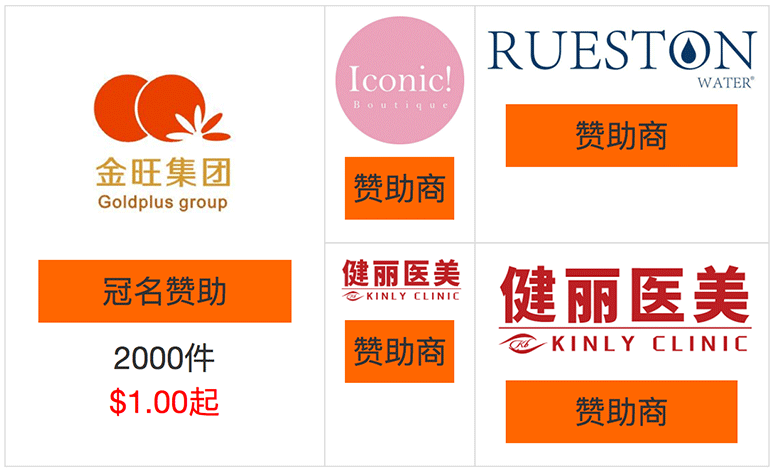 金旺集团
Goldplus group
冠名赞助
2000件
$1.00起
Iconic!
Boutique
赞助商
RUESTON
WATER®
赞助商
健丽医美
KINLY CLINIC
赞助商
健丽医美
Kb
KINLY CLINIC
赞助商